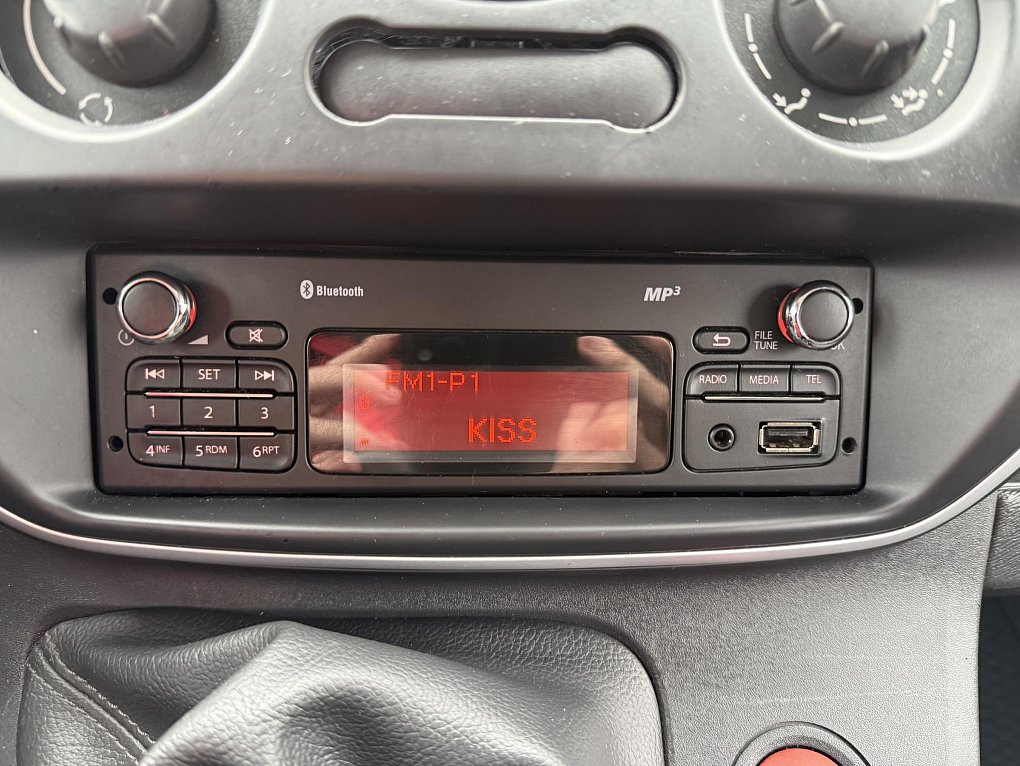 Bluetooth
MP3
FILE
TUNE
SET
RADIO
MEDIA
TEL
FM1-P1
1
2
3
KISS
4INF
5RDM
6RPT